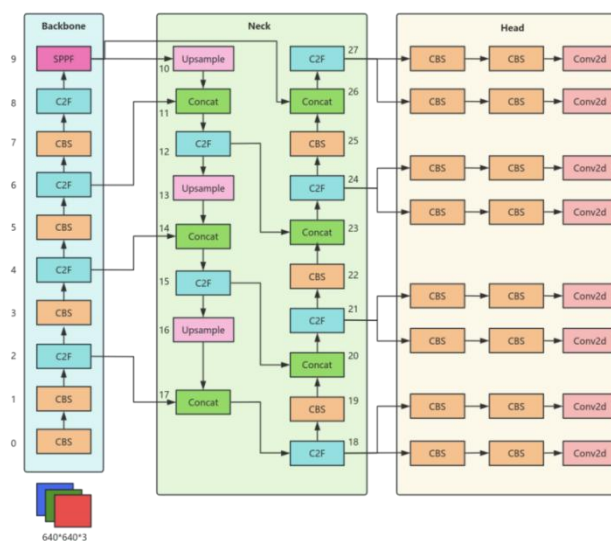 Backbone
Neck
Head
9
SPPF
8
C2F
7
CBS
6
C2F
5
CBS
4
C2F
3
CBS
2
C2F
1
CBS
0
CBS
640*640*3
Upsample
10
Concat
11
C2F
12
Upsample
13
Concat
14
C2F
15
Upsample
16
Concat
17
C2F
27
Concat
26
CBS
25
C2F
24
Concat
23
CBS
22
C2F
21
Concat
20
CBS
19
C2F
18
CBS CBS Conv2d
CBS CBS Conv2d
CBS CBS Conv2d
CBS CBS Conv2d
CBS CBS Conv2d
CBS CBS Conv2d
CBS CBS Conv2d
CBS CBS Conv2d